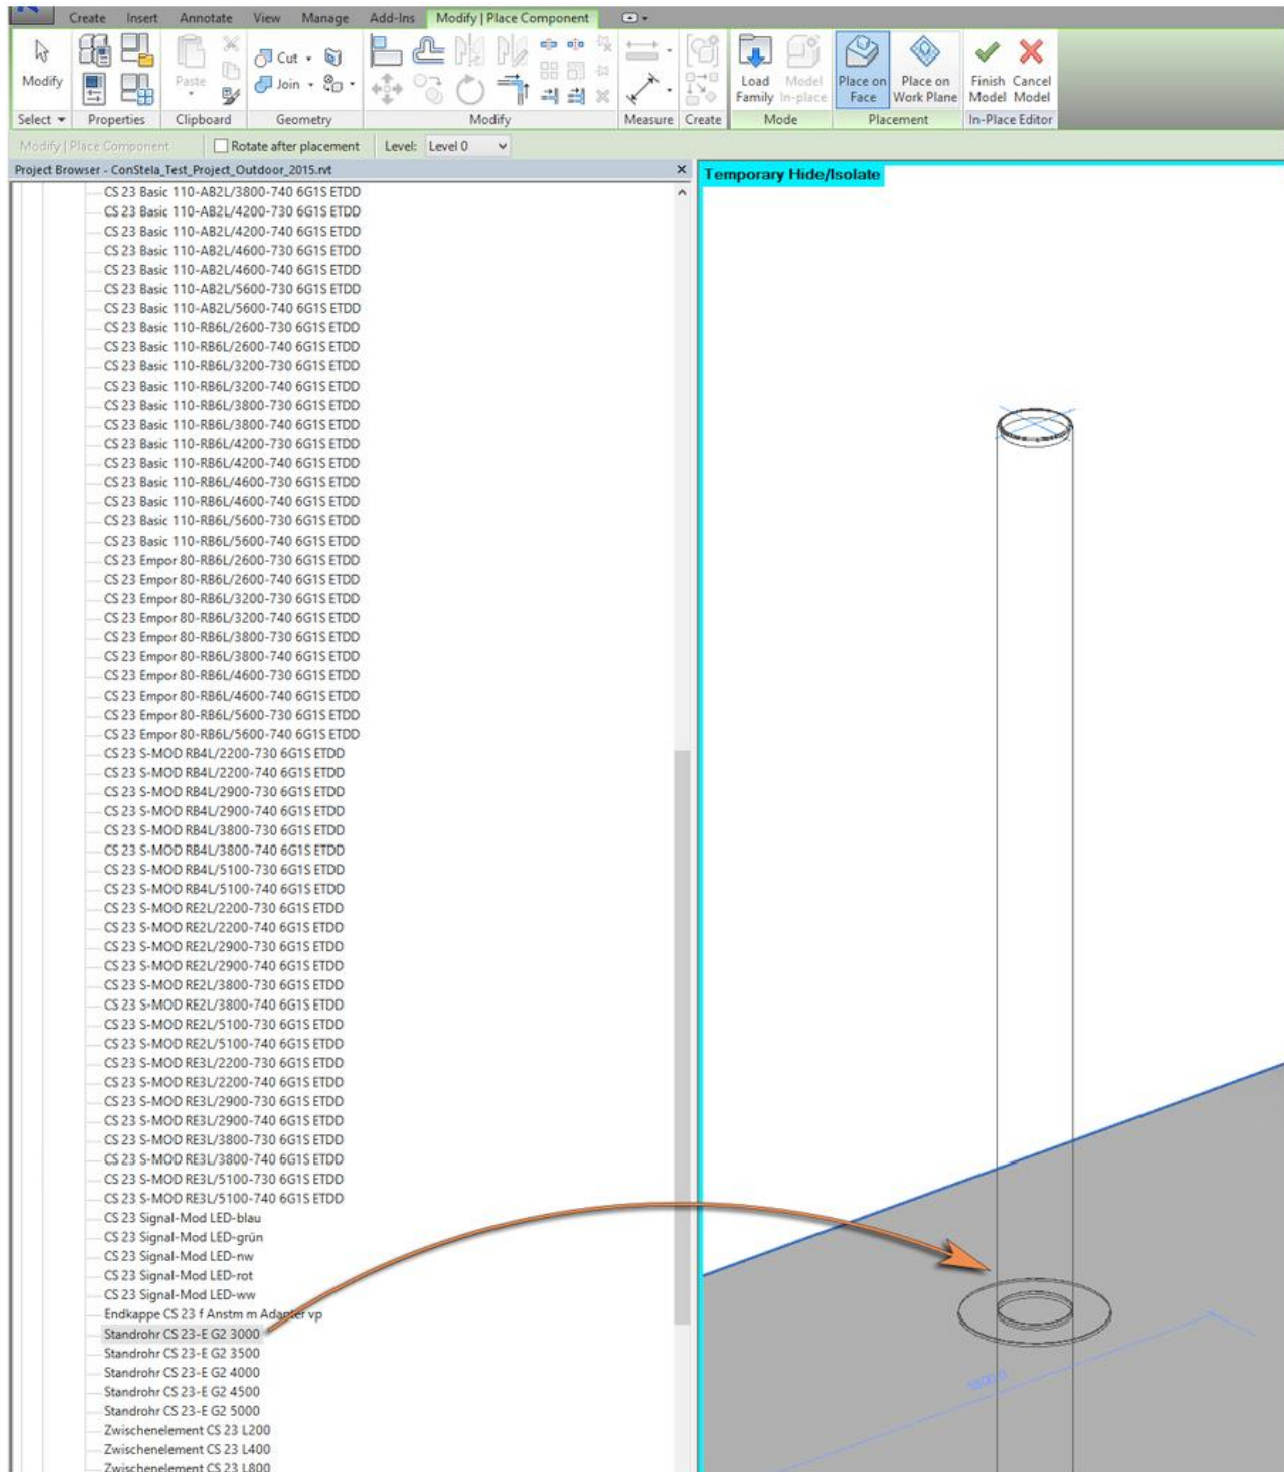 Create Insert Annotate View Manage Add-Ins Modify | Place Component
Modify
Paste
Cut
Join
Load Family
Model In-place
Place on Face
Place on Work Plane
Finish Model
Cancel Model
Select Properties Clipboard Geometry Modify Measure Create Mode Placement In-Place Editor
Modify | Place Component Rotate after placement Level: Level 0
Project Browser - ConStela_Test_Project_Outdoor_2015.rvt
Temporary Hide/Isolate
CS 23 Basic 110-AB2L/3800-740 6G1S ETDD
CS 23 Basic 110-AB2L/4200-730 6G1S ETDD
CS 23 Basic 110-AB2L/4200-740 6G1S ETDD
CS 23 Basic 110-AB2L/4600-730 6G1S ETDD
CS 23 Basic 110-AB2L/4600-740 6G1S ETDD
CS 23 Basic 110-AB2L/5600-730 6G1S ETDD
CS 23 Basic 110-AB2L/5600-740 6G1S ETDD
CS 23 Basic 110-RB6L/2600-730 6G1S ETDD
CS 23 Basic 110-RB6L/2600-740 6G1S ETDD
CS 23 Basic 110-RB6L/3200-730 6G1S ETDD
CS 23 Basic 110-RB6L/3200-740 6G1S ETDD
CS 23 Basic 110-RB6L/3800-730 6G1S ETDD
CS 23 Basic 110-RB6L/3800-740 6G1S ETDD
CS 23 Basic 110-RB6L/4200-730 6G1S ETDD
CS 23 Basic 110-RB6L/4200-740 6G1S ETDD
CS 23 Basic 110-RB6L/4600-730 6G1S ETDD
CS 23 Basic 110-RB6L/4600-740 6G1S ETDD
CS 23 Basic 110-RB6L/5600-730 6G1S ETDD
CS 23 Basic 110-RB6L/5600-740 6G1S ETDD
CS 23 Empor 80-RB6L/2600-730 6G1S ETDD
CS 23 Empor 80-RB6L/2600-740 6G1S ETDD
CS 23 Empor 80-RB6L/3200-730 6G1S ETDD
CS 23 Empor 80-RB6L/3200-740 6G1S ETDD
CS 23 Empor 80-RB6L/3800-730 6G1S ETDD
CS 23 Empor 80-RB6L/3800-740 6G1S ETDD
CS 23 Empor 80-RB6L/4600-730 6G1S ETDD
CS 23 Empor 80-RB6L/4600-740 6G1S ETDD
CS 23 Empor 80-RB6L/5600-730 6G1S ETDD
CS 23 Empor 80-RB6L/5600-740 6G1S ETDD
CS 23 S-MOD RB4L/2200-730 6G1S ETDD
CS 23 S-MOD RB4L/2200-740 6G1S ETDD
CS 23 S-MOD RB4L/2900-730 6G1S ETDD
CS 23 S-MOD RB4L/2900-740 6G1S ETDD
CS 23 S-MOD RB4L/3800-730 6G1S ETDD
CS 23 S-MOD RB4L/3800-740 6G1S ETDD
CS 23 S-MOD RB4L/5100-730 6G1S ETDD
CS 23 S-MOD RB4L/5100-740 6G1S ETDD
CS 23 S-MOD RE2L/2200-730 6G1S ETDD
CS 23 S-MOD RE2L/2200-740 6G1S ETDD
CS 23 S-MOD RE2L/2900-730 6G1S ETDD
CS 23 S-MOD RE2L/2900-740 6G1S ETDD
CS 23 S-MOD RE2L/3800-730 6G1S ETDD
CS 23 S-MOD RE2L/3800-740 6G1S ETDD
CS 23 S-MOD RE2L/5100-730 6G1S ETDD
CS 23 S-MOD RE2L/5100-740 6G1S ETDD
CS 23 S-MOD RE3L/2200-730 6G1S ETDD
CS 23 S-MOD RE3L/2200-740 6G1S ETDD
CS 23 S-MOD RE3L/2900-730 6G1S ETDD
CS 23 S-MOD RE3L/2900-740 6G1S ETDD
CS 23 S-MOD RE3L/3800-730 6G1S ETDD
CS 23 S-MOD RE3L/3800-740 6G1S ETDD
CS 23 S-MOD RE3L/5100-730 6G1S ETDD
CS 23 S-MOD RE3L/5100-740 6G1S ETDD
CS 23 Signal-Mod LED-blau
CS 23 Signal-Mod LED-grün
CS 23 Signal-Mod LED-nw
CS 23 Signal-Mod LED-rot
CS 23 Signal-Mod LED-ww
Endkappe CS 23 f Anstm m Adapter vp
Standrohr CS 23-E G2 3000
Standrohr CS 23-E G2 3500
Standrohr CS 23-E G2 4000
Standrohr CS 23-E G2 4500
Standrohr CS 23-E G2 5000
Zwischenelement CS 23 L200
Zwischenelement CS 23 L400
Zwischenelement CS 23 L800